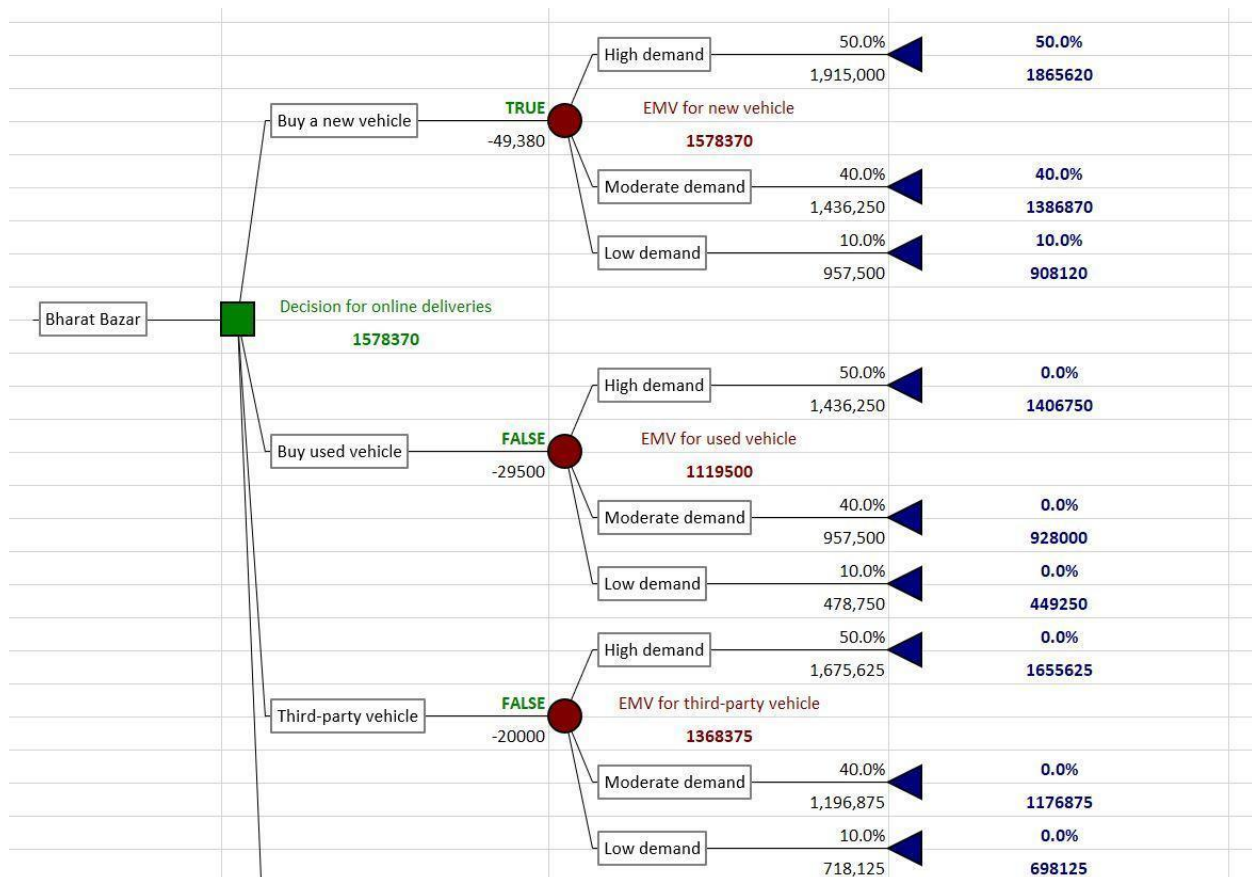 High demand 50.0% 50.0%
1,915,000 1865620
TRUE EMV for new vehicle
Buy a new vehicle
-49,380 1578370
40.0% 40.0%
Moderate demand
1,436,250 1386870
10.0% 10.0%
Low demand
957,500 908120
Decision for online deliveries
Bharat Bazar
1578370
50.0% 0.0%
High demand
1,436,250 1406750
FALSE EMV for used vehicle
Buy used vehicle
-29500 1119500
40.0% 0.0%
Moderate demand
957,500 928000
10.0% 0.0%
Low demand
478,750 449250
50.0% 0.0%
High demand
1,675,625 1655625
FALSE EMV for third-party vehicle
Third-party vehicle
-20000 1368375
40.0% 0.0%
Moderate demand
1,196,875 1176875
10.0% 0.0%
Low demand
718,125 698125